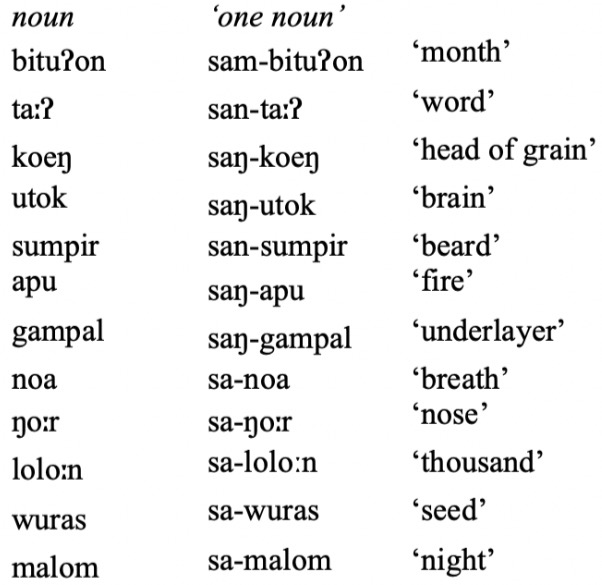 noun ‘one noun’
bituʔon sam-bituʔon ‘month’
taːʔ san-taːʔ ‘word’
koeŋ saŋ-koeŋ ‘head of grain’
utok saŋ-utok ‘brain’
sumpir san-sumpir ‘beard’
apu saŋ-apu ‘fire’
gampal saŋ-gampal ‘underlayer’
noa sa-noa ‘breath’
ŋoːr sa-ŋoːr ‘nose’
loloːn sa-loloːn ‘thousand’
wuras sa-wuras ‘seed’
malom sa-malom ‘night’